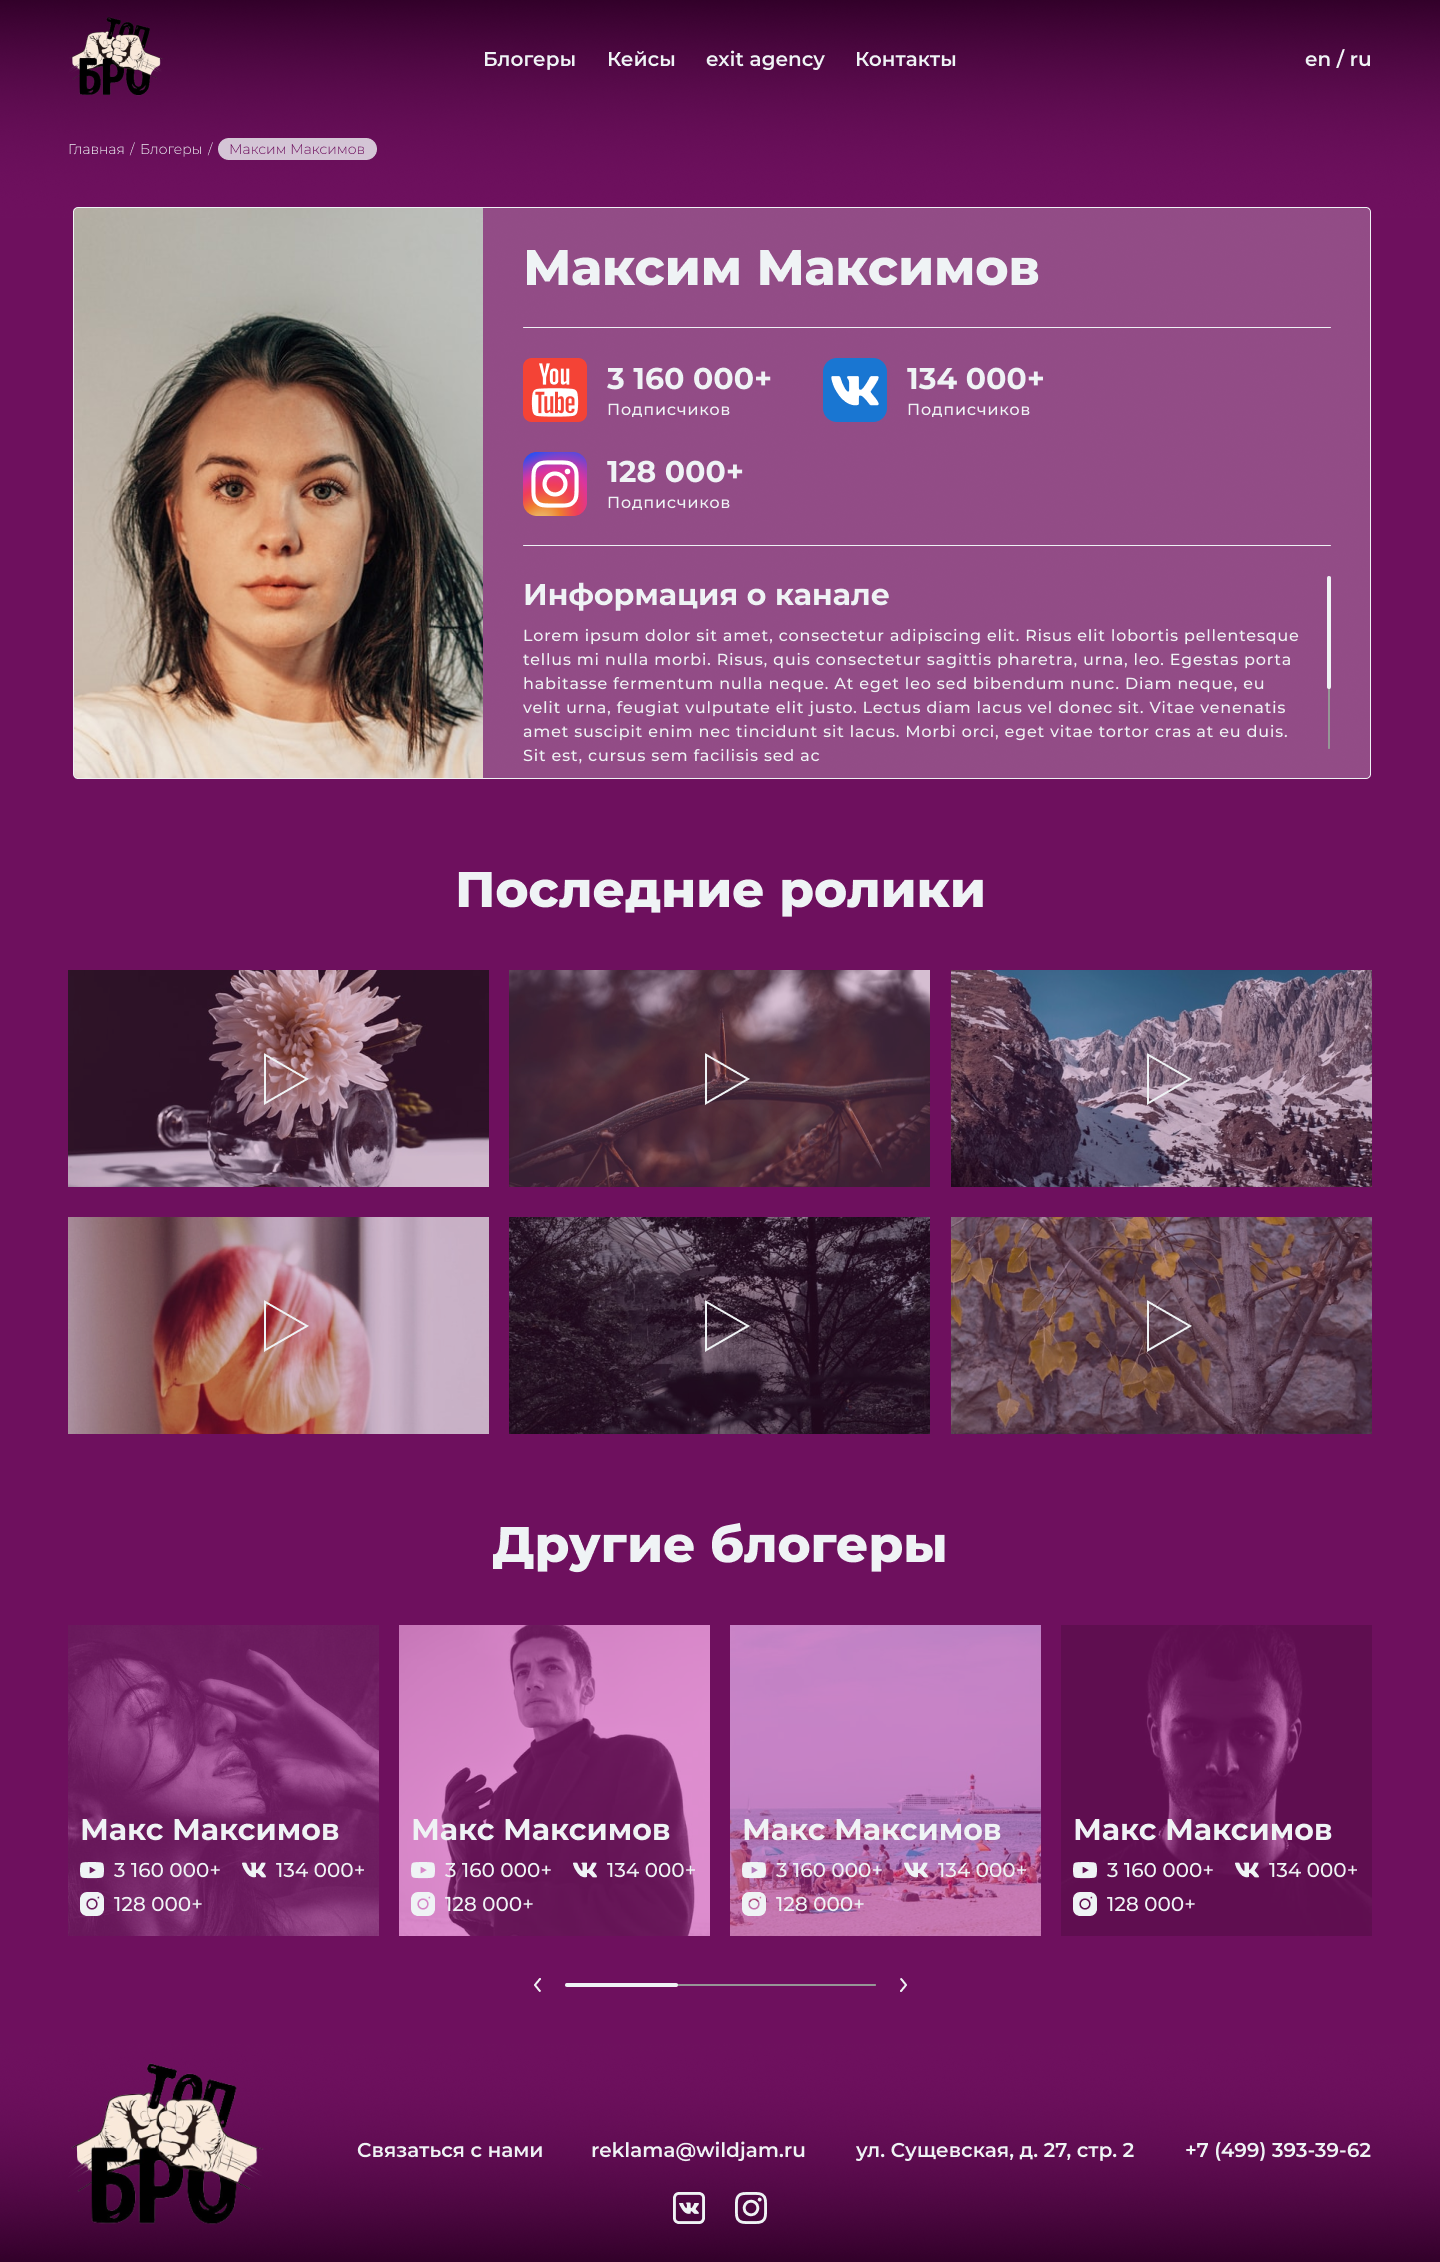 ТОП
БРО
Блогеры Кейсы exit agency Контакты
en / ru
Главная / Блогеры / Максим Максимов
Максим Максимов
You Tube
3 160 000+
Подписчиков
134 000+
Подписчиков
128 000+
Подписчиков
Информация о канале
Lorem ipsum dolor sit amet, consectetur adipiscing elit. Risus elit lobortis pellentesque
tellus mi nulla morbi. Risus, quis consectetur sagittis pharetra, urna, leo. Egestas porta
habitasse fermentum nulla neque. At eget leo sed bibendum nunc. Diam neque, eu
velit urna, feugiat vulputate elit justo. Lectus diam lacus vel donec sit. Vitae venenatis
amet suscipit enim nec tincidunt sit lacus. Morbi orci, eget vitae tortor cras at eu duis.
Sit est, cursus sem facilisis sed ac
Последние ролики
Другие блогеры
Макс Максимов
3 160 000+ 134 000+
128 000+
Макс Максимов
3 160 000+ 134 000+
128 000+
Макс Максимов
3 160 000+ 134 000+
128 000+
Макс Максимов
3 160 000+ 134 000+
128 000+
ТОП
БРО
Связаться с нами
reklama@wildjam.ru
ул. Сущевская, д. 27, стр. 2
+7 (499) 393-39-62